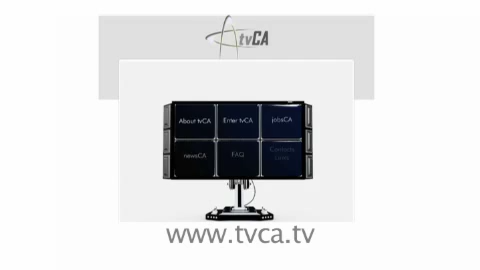 tvCA
About tvCA
Enter tvCA
jobsCA
newsCA
FAQ
Contacts
Links
www.tvca.tv